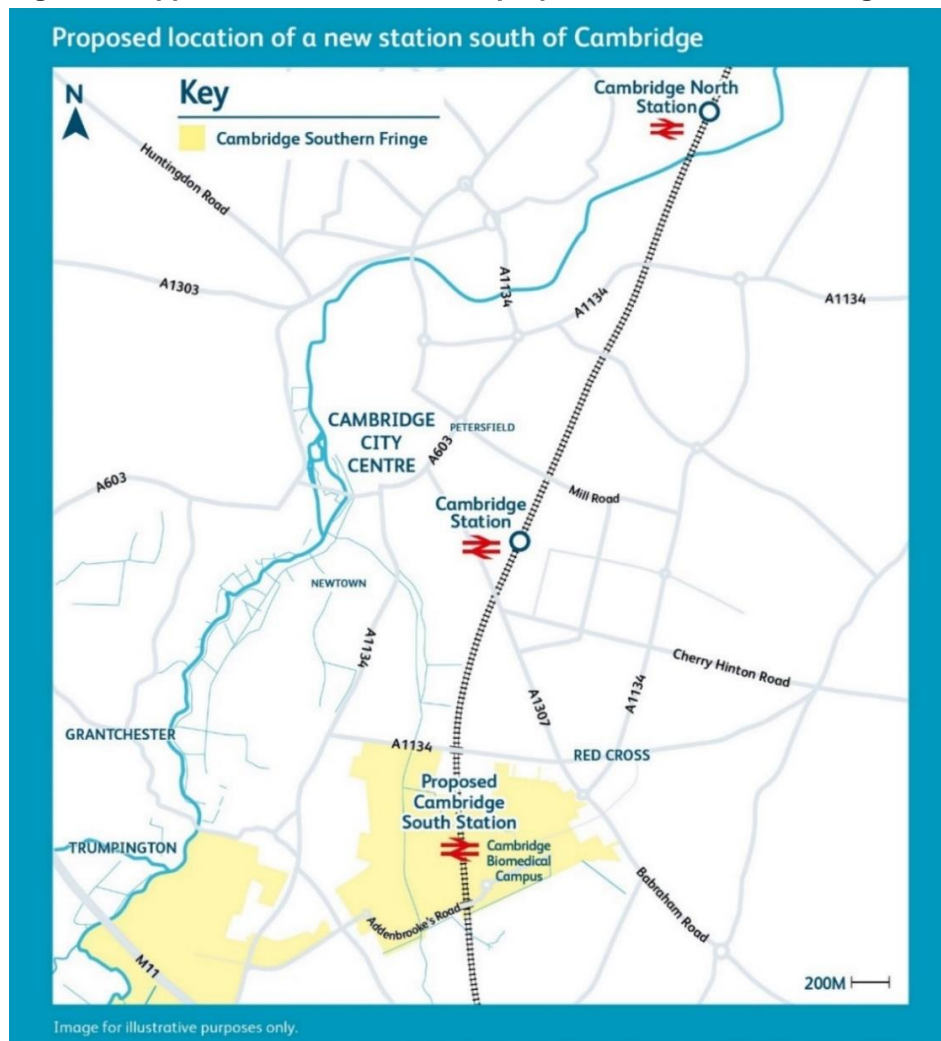 Proposed location of a new station south of Cambridge
N
Key
Cambridge Southern Fringe
Cambridge North
Station
Huntingdon Road
A1303
A1134
A1134
A1134
CAMBRIDGE
CITY
CENTRE
PETERSFIELD
A603
A603
Mill Road
Cambridge
Station
NEWTOWN
A1134
Cherry Hinton Road
A1307
A1134
GRANTCHESTER
A1134
RED CROSS
Proposed
Cambridge
South Station
TRUMPINGTON
Cambridge
Biomedical
Campus
Addenbrooke's Road
Babraham Road
M11
200M
Image for illustrative purposes only.